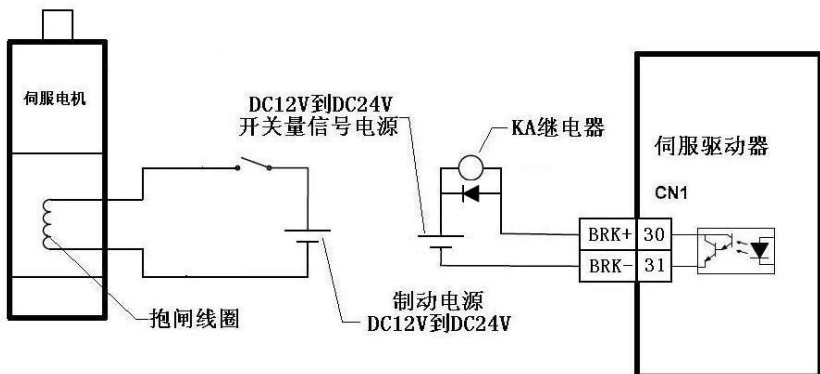 伺服电机
DC12V到DC24V
开关量信号电源
KA继电器
伺服驱动器
CN1
BRK+ 30
BRK- 31
抱闸线圈
制动电源
DC12V到DC24V